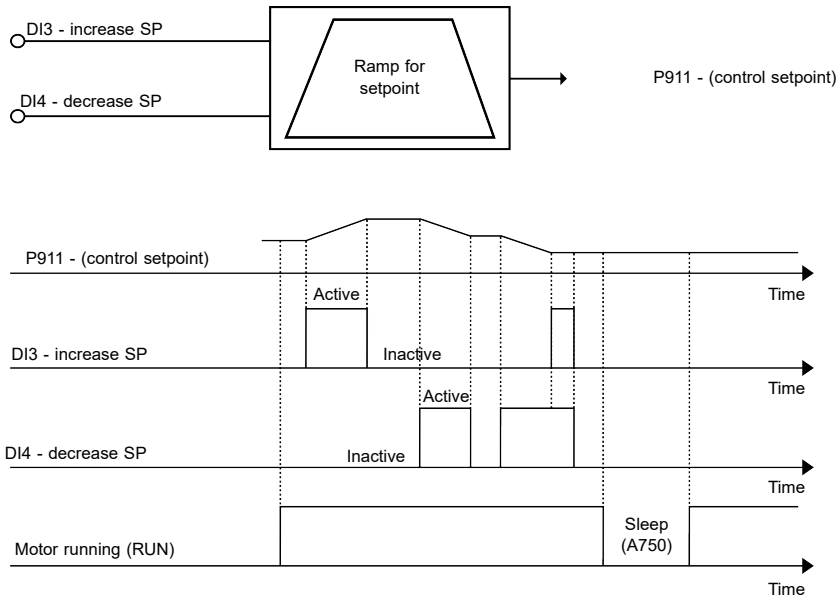 DI3 - increase SP
Ramp for
setpoint
P911 - (control setpoint)
DI4 - decrease SP
P911 - (control setpoint)
Time
Active
DI3 - increase SP
Inactive
Time
Active
DI4 - decrease SP
Inactive
Time
Sleep
(A750)
Motor running (RUN)
Time